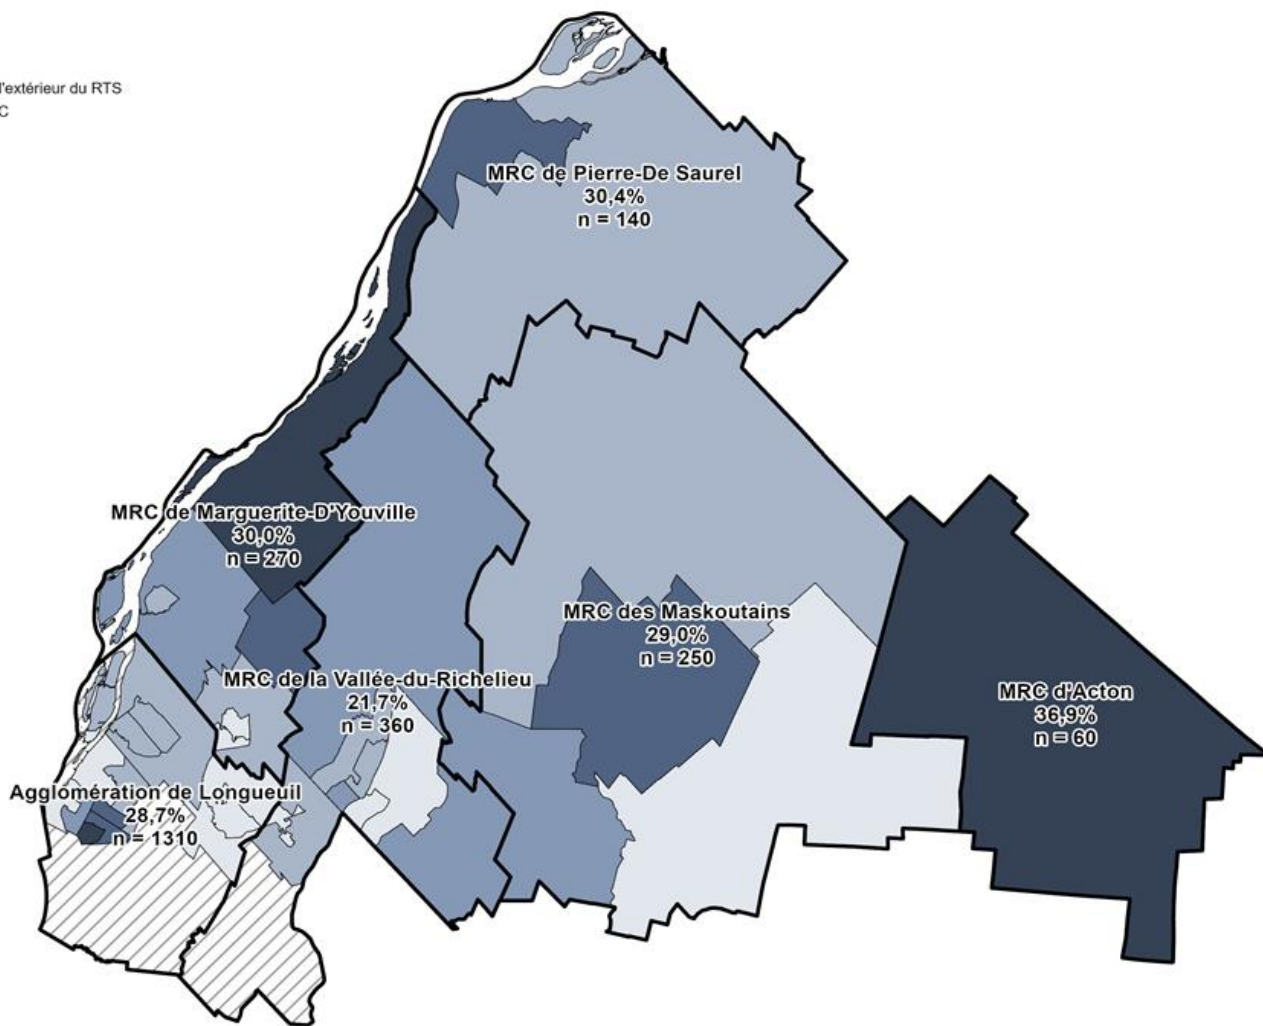 l'extérieur du RTS
C
MRC de Pierre-De Saurel
30,4%
n = 140
MRC de Marguerite-D'Youville
30,0%
n = 270
MRC des Maskoutains
29,0%
n = 250
MRC de la Vallée-du-Richelieu
21,7%
n = 360
MRC d'Acton
36,9%
n = 60
Agglomération de Longueuil
28,7%
n = 1310